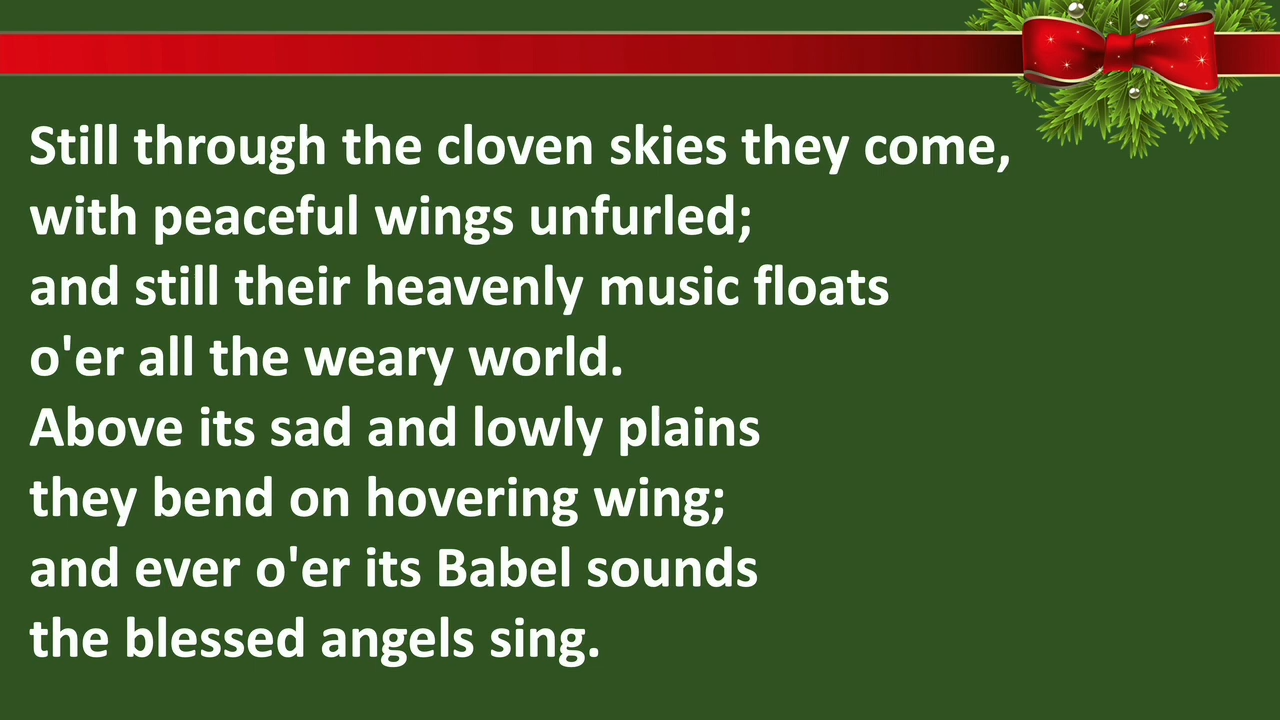 Still through the cloven skies they come,
with peaceful wings unfurled;
and still their heavenly music floats
o'er all the weary world.
Above its sad and lowly plains
they bend on hovering wing;
and ever o'er its Babel sounds
the blessed angels sing.